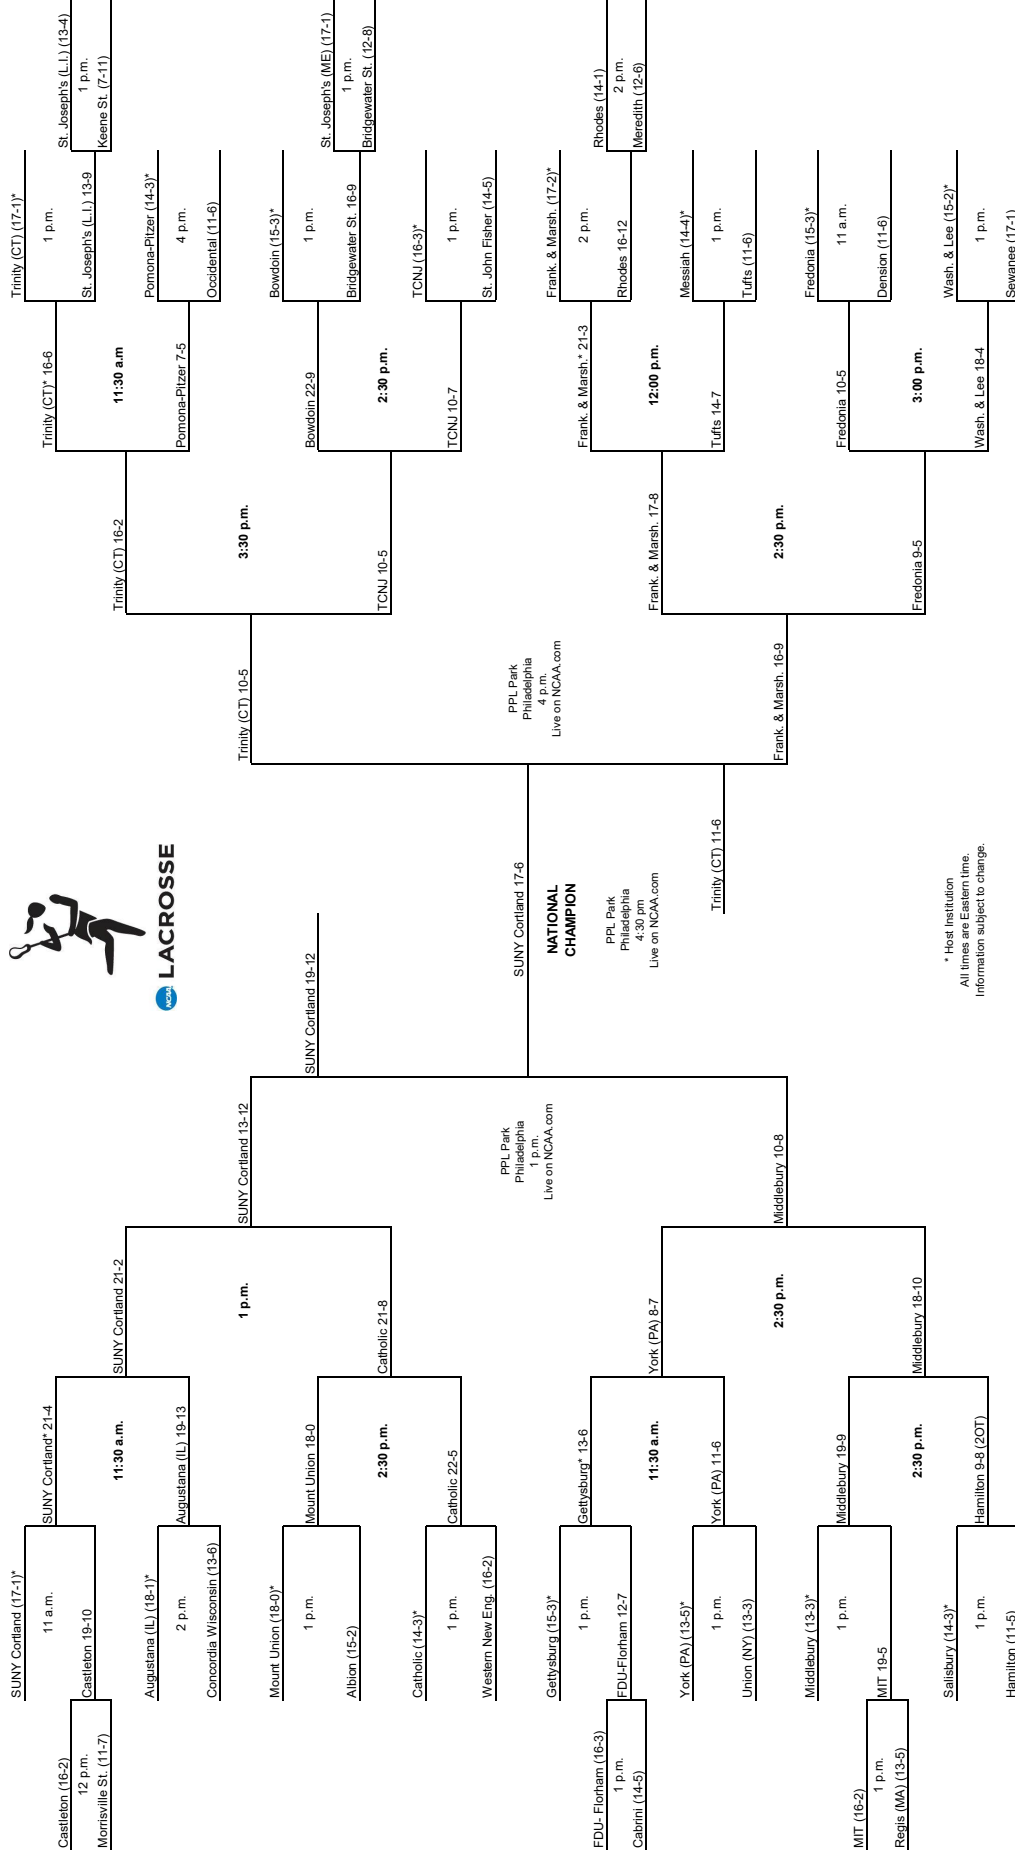 Castleton (16-2)
12 p.m.
Morrisville St. (11-7)
FDU- Florham (16-3)
1 p.m.
Cabrini (14-5)
MIT (16-2)
1 p.m.
Regis (MA) (13-5)
SUNY Cortland (17-1)*
11 a.m.
Castleton 19-10
Augustana (IL) (18-1)*
2 p.m.
Concordia Wisconsin (13-6)
Mount Union (18-0)*
1 p.m.
Albion (15-2)
Catholic (14-3)*
1 p.m.
Western New Eng. (16-2)
Gettysburg (15-3)*
1 p.m.
FDU-Florham 12-7
York (PA) (13-5)*
1 p.m.
Union (NY) (13-3)
Middlebury (13-3)*
1 p.m.
MIT 19-5
Salisbury (14-3)*
1 p.m.
Hamilton (11-5)
SUNY Cortland* 21-4
11:30 a.m.
Augustana (IL) 19-13
Mount Union 18-0
2:30 p.m.
Catholic 22-5
Gettysburg* 13-6
11:30 a.m.
York (PA) 11-6
Middlebury 19-9
2:30 p.m.
Hamilton 9-8 (2OT)
SUNY Cortland 21-2
1 p.m.
Catholic 21-8
York (PA) 8-7
2:30 p.m.
Middlebury 18-10
SUNY Cortland 13-12
PPL Park
Philadelphia
1 p.m.
Live on NCAA.com
Middlebury 10-8
SUNY Cortland 19-12
NCAA LACROSSE
SUNY Cortland 17-6
NATIONAL
CHAMPION
PPL Park
Philadelphia
4:30 pm
Live on NCAA.com
Trinity (CT) 11-6
* Host Institution
All times are Eastern time.
Information subject to change.
Trinity (CT) 10-5
PPL Park
Philadelphia
4 p.m.
Live on NCAA.com
Frank. & Marsh. 16-9
Trinity (CT) 16-2
3:30 p.m.
TCNJ 10-5
Frank. & Marsh. 17-8
2:30 p.m.
Fredonia 9-5
Trinity (CT)* 16-6
11:30 a.m
Pomona-Pitzer 7-5
Bowdoin 22-9
2:30 p.m.
TCNJ 10-7
Frank. & Marsh.* 21-3
12:00 p.m.
Tufts 14-7
Fredonia 10-5
3:00 p.m.
Wash. & Lee 18-4
Trinity (CT) (17-1)*
1 p.m.
St. Joseph's (L.I.) 13-9
Pomona-Pitzer (14-3)*
4 p.m.
Occidental (11-6)
Bowdoin (15-3)*
1 p.m.
Bridgewater St. 16-9
TCNJ (16-3)*
1 p.m.
St. John Fisher (14-5)
Frank. & Marsh. (17-2)*
2 p.m.
Rhodes 16-12
Messiah (14-4)*
1 p.m.
Tufts (11-6)
Fredonia (15-3)*
11 a.m.
Dension (11-6)
Wash. & Lee (15-2)*
1 p.m.
Sewanee (17-1)
St. Joseph's (L.I.) (13-4)
1 p.m.
Keene St. (7-11)
St. Joseph's (ME) (17-1)
1 p.m.
Bridgewater St. (12-8)
Rhodes (14-1)
2 p.m.
Meredith (12-6)